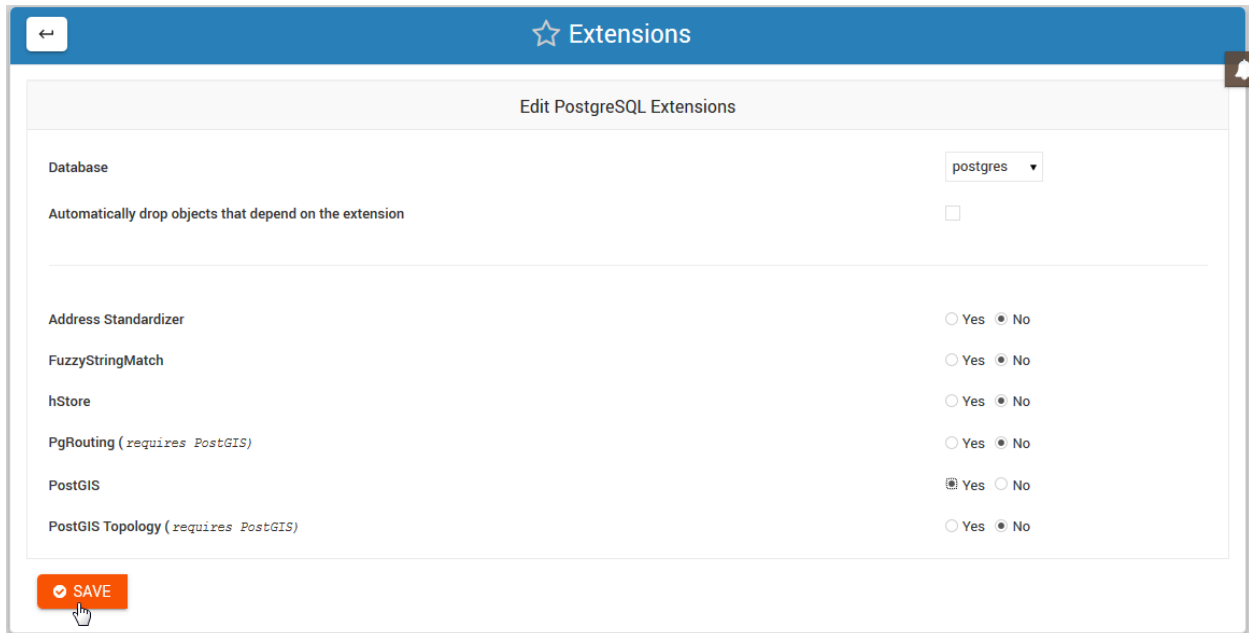 Extensions
Edit PostgreSQL Extensions
Database postgres
Automatically drop objects that depend on the extension
Address Standardizer Yes No
FuzzyStringMatch Yes No
hStore Yes No
PgRouting ( requires PostGIS) Yes No
PostGIS Yes No
PostGIS Topology ( requires PostGIS) Yes No
SAVE